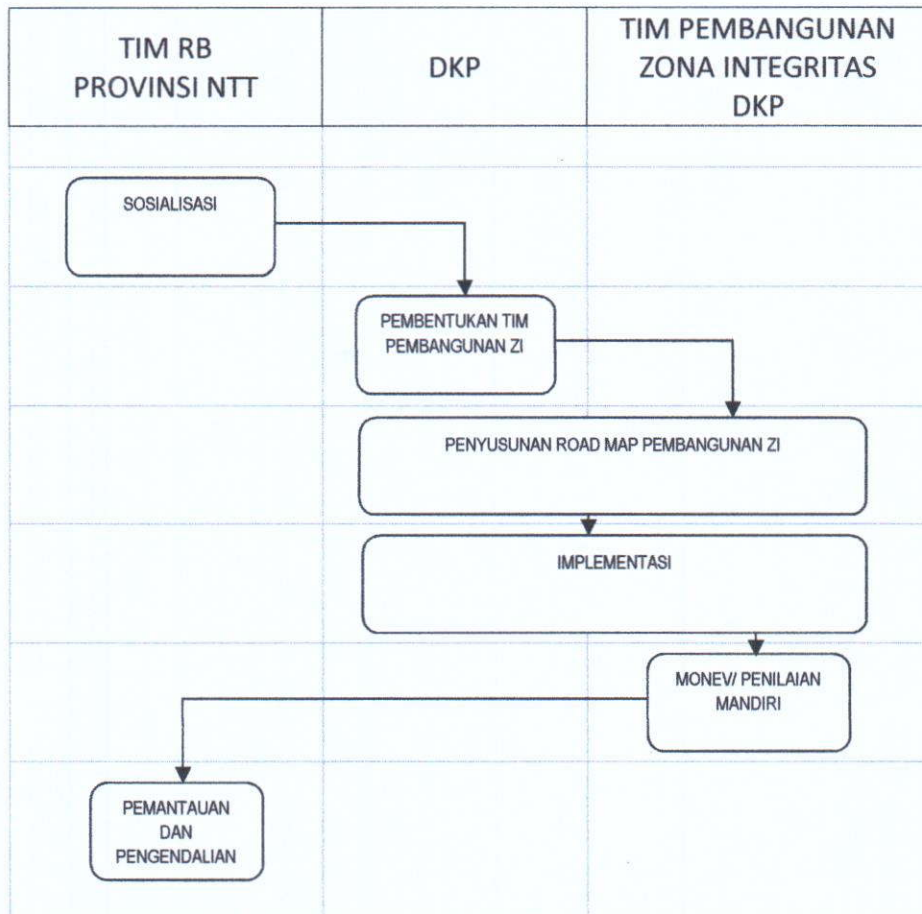 TIM RB
PROVINSI NTT
DKP
TIM PEMBANGUNAN
ZONA INTEGRITAS
DKP
SOSIALISASI
PEMBENTUKAN TIM
PEMBANGUNAN ZI
PENYUSUNAN ROAD MAP PEMBANGUNAN ZI
IMPLEMENTASI
MONEV/ PENILAIAN
MANDIRI
PEMANTAUAN
DAN
PENGENDALIAN